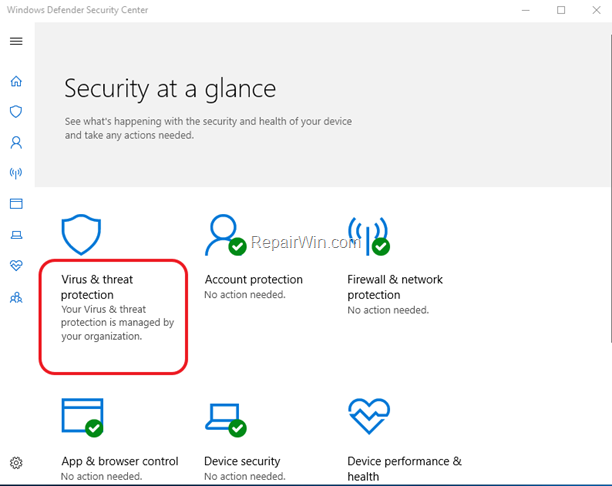 Windows Defender Security Center
Security at a glance
See what's happening with the security and health of your device
and take any actions needed.
RepairWin.com
Virus & threat
protection
Your Virus & threat
protection is managed by
your organization.
Account protection
No action needed.
Firewall & network
protection
No action needed.
App & browser control
No action needed.
Device security
No action needed.
Device performance &
health